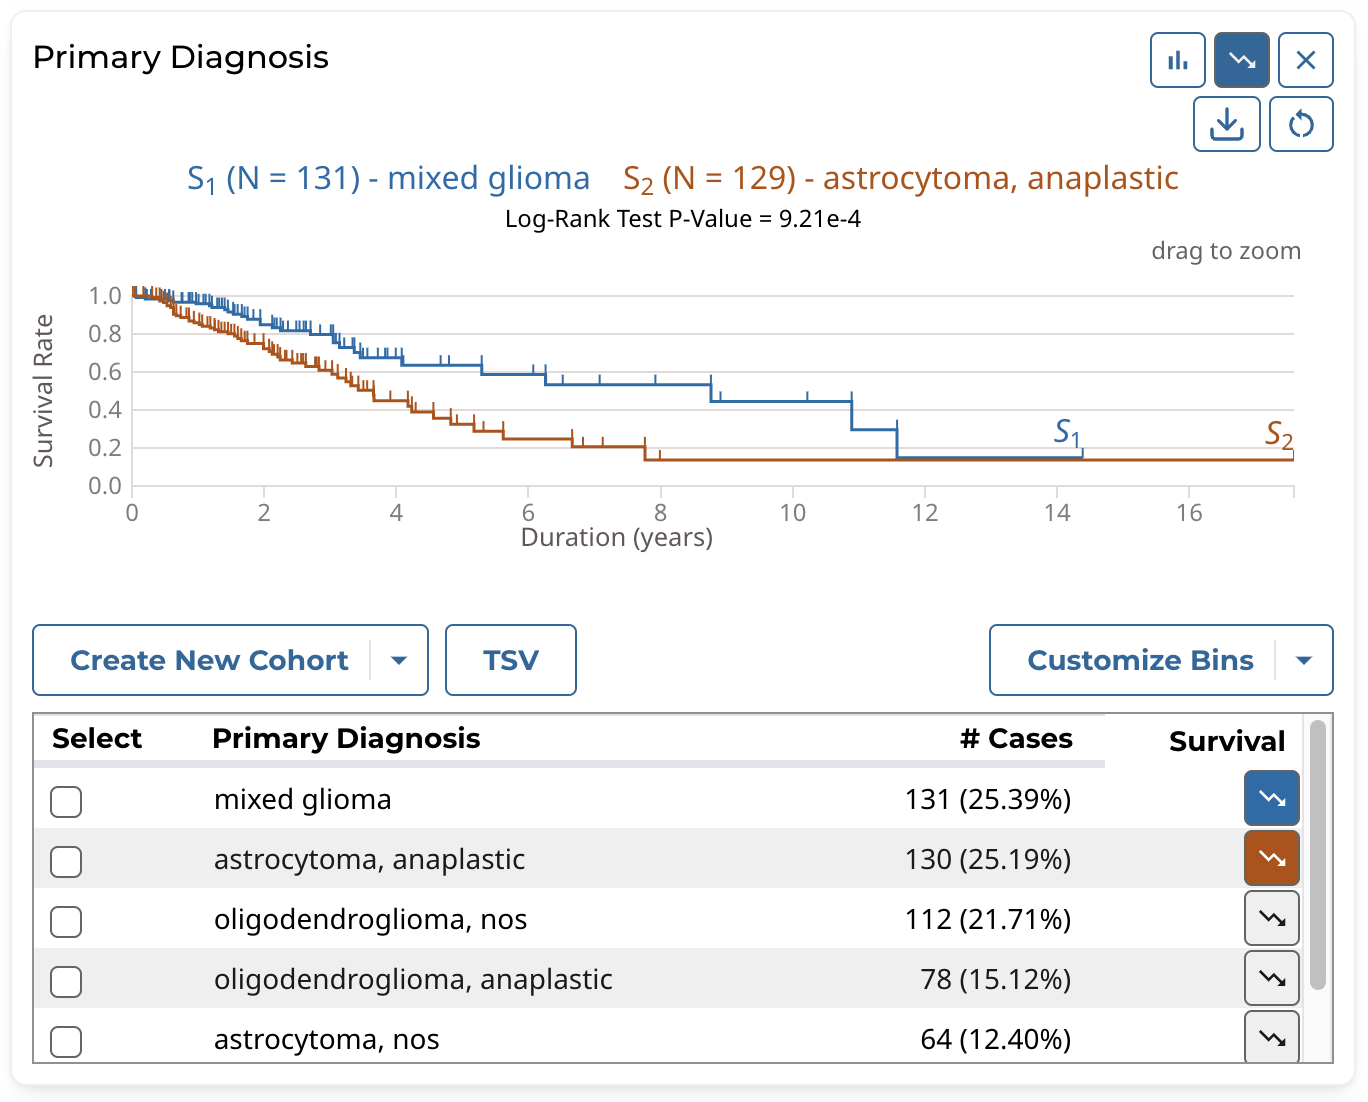 Primary Diagnosis
S1 (N = 131) - mixed glioma S2 (N = 129) - astrocytoma, anaplastic
Log-Rank Test P-Value = 9.21e-4
drag to zoom
Survival Rate
1.0
0.8
0.6
0.4
0.2
0.0
S1
S2
0 2 4 6 8 10 12 14 16
Duration (years)
Create New Cohort TSV Customize Bins
Select Primary Diagnosis # Cases Survival
mixed glioma 131 (25.39%)
astrocytoma, anaplastic 130 (25.19%)
oligodendroglioma, nos 112 (21.71%)
oligodendroglioma, anaplastic 78 (15.12%)
astrocytoma, nos 64 (12.40%)